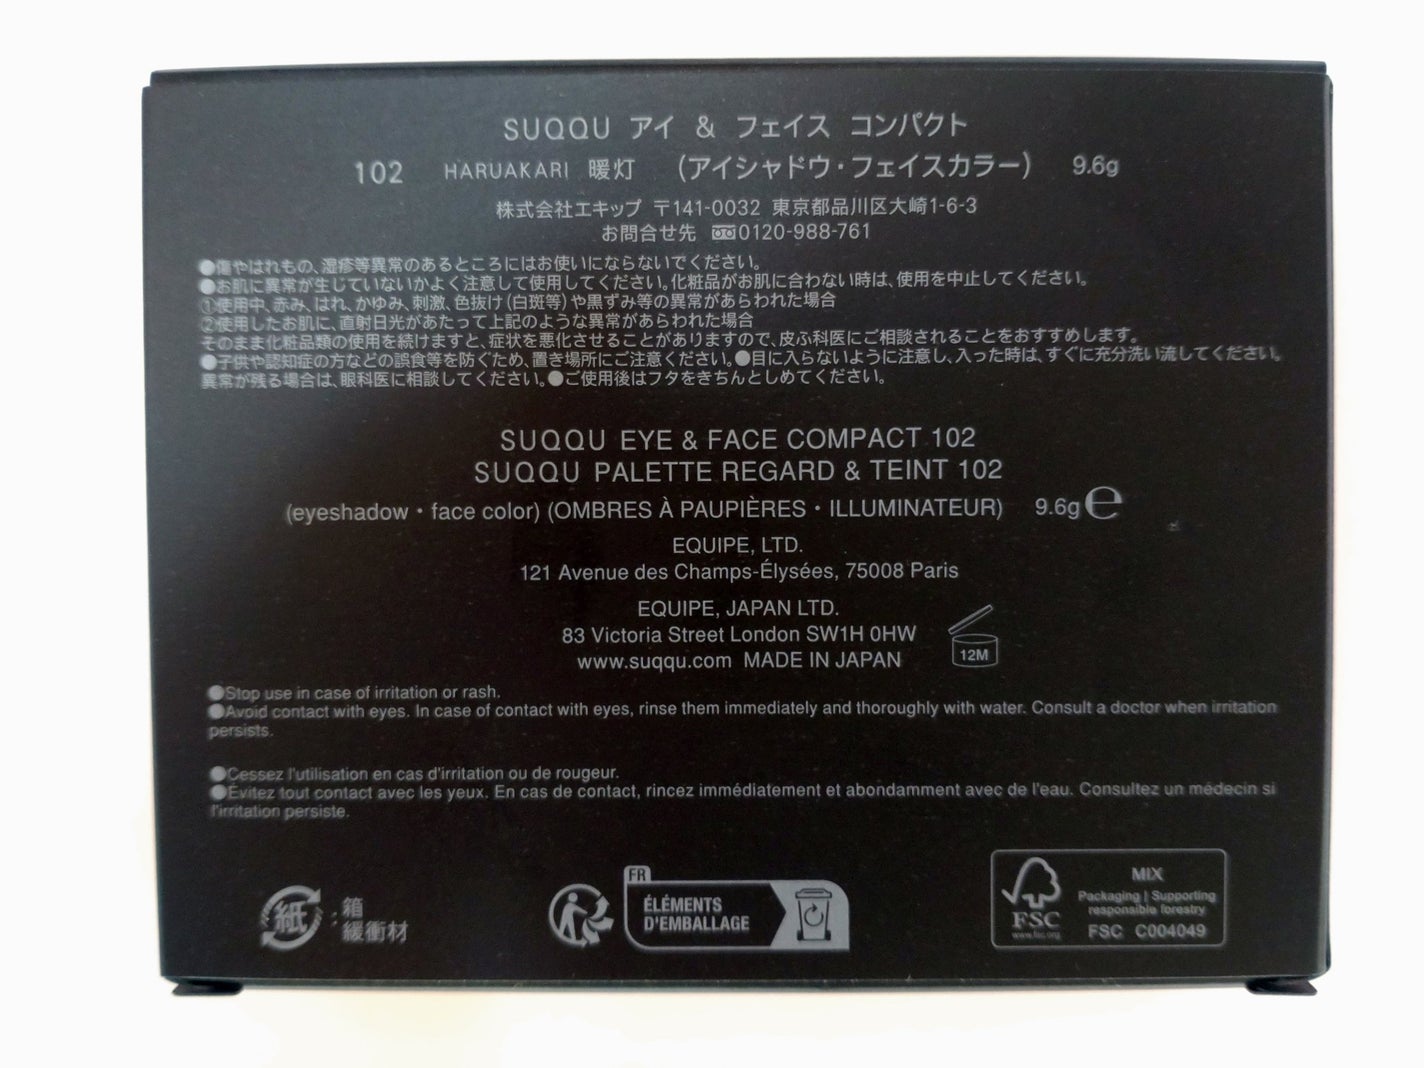 SUQQU アイ & フェイス コンパクト
102 HARUAKARI 暖灯 (アイシャドウ・フェイスカラー) 9.6g
株式会社エキップ 〒141-0032 東京都品川区大崎1-6-3
お問合せ先 0120-988-761
●傷やはれもの、湿疹等異常のあるところにはお使いにならないでください。
●お肌に異常が生じていないかよく注意して使用してください。化粧品がお肌に合わない時は、使用を中止してください。
①使用中、赤み、はれ、かゆみ、刺激、色抜け(白斑等)や黒ずみ等の異常があらわれた場合
②使用したお肌に、直射日光があたって上記のような異常があらわれた場合
そのまま化粧品類の使用を続けますと、症状を悪化させることがありますので、皮ふ科医にご相談されることをおすすめします。
●子供や認知症の方などの誤食等を防ぐため、置き場所にご注意ください。●目に入らないように注意し、入った時は、すぐに充分洗い流してください。
異常が残る場合は、眼科医に相談してください。●ご使用後はフタをきちんとしめてください。
SUQQU EYE & FACE COMPACT 102
SUQQU PALETTE REGARD & TEINT 102
(eyeshadow・face color) (OMBRES À PAUPIÈRES・ILLUMINATEUR) 9.6g℮
EQUIPE, LTD.
121 Avenue des Champs-Élysées, 75008 Paris
EQUIPE, JAPAN LTD.
83 Victoria Street London SW1H 0HW
www.suqqu.com MADE IN JAPAN
12M
●Stop use in case of irritation or rash.
●Avoid contact with eyes. In case of contact with eyes, rinse them immediately and thoroughly with water. Consult a doctor when irritation
persists.
●Cessez l'utilisation en cas d'irritation ou de rougeur.
●Évitez tout contact avec les yeux. En cas de contact, rincez immédiatement et abondamment avec de l'eau. Consultez un médecin si
l'irritation persiste.
紙 : 箱
緩衝材
FR
ÉLÉMENTS
D'EMBALLAGE
FSC
www.fsc.org
MIX
Packaging | Supporting
responsible forestry
FSC C004049